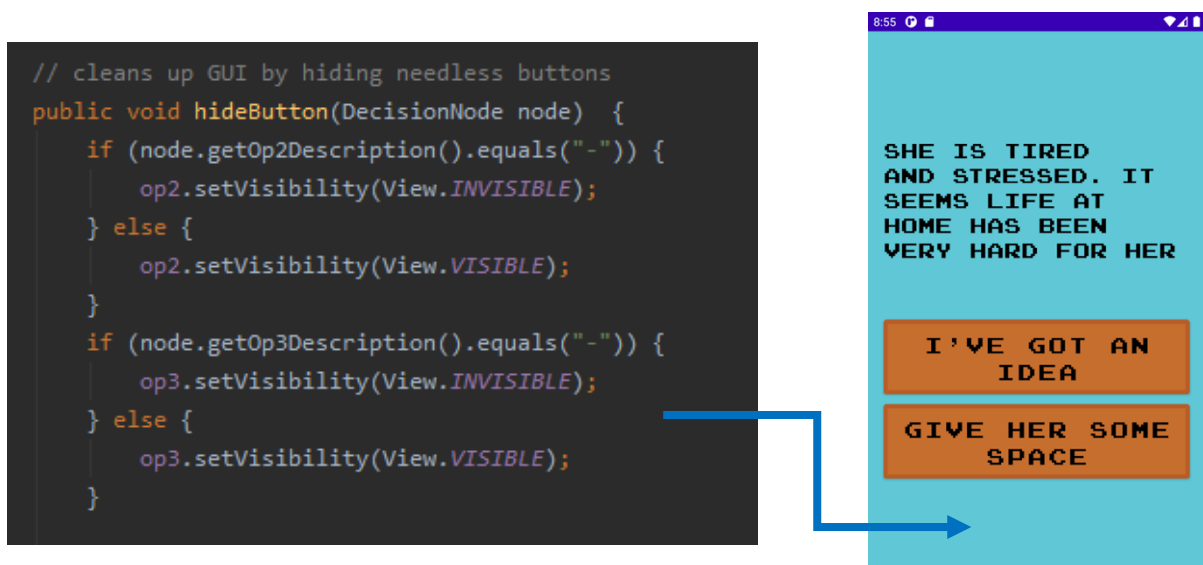 // cleans up GUI by hiding needless buttons
public void hideButton(DecisionNode node)  {
    if (node.getOp2Description().equals("-")) {
        op2.setVisibility(View.INVISIBLE);
    } else {
        op2.setVisibility(View.VISIBLE);
    }
    if (node.getOp3Description().equals("-")) {
        op3.setVisibility(View.INVISIBLE);
    } else {
        op3.setVisibility(View.VISIBLE);
    }
8:55
SHE IS TIRED
AND STRESSED. IT
SEEMS LIFE AT
HOME HAS BEEN
VERY HARD FOR HER
I'VE GOT AN
IDEA
GIVE HER SOME
SPACE